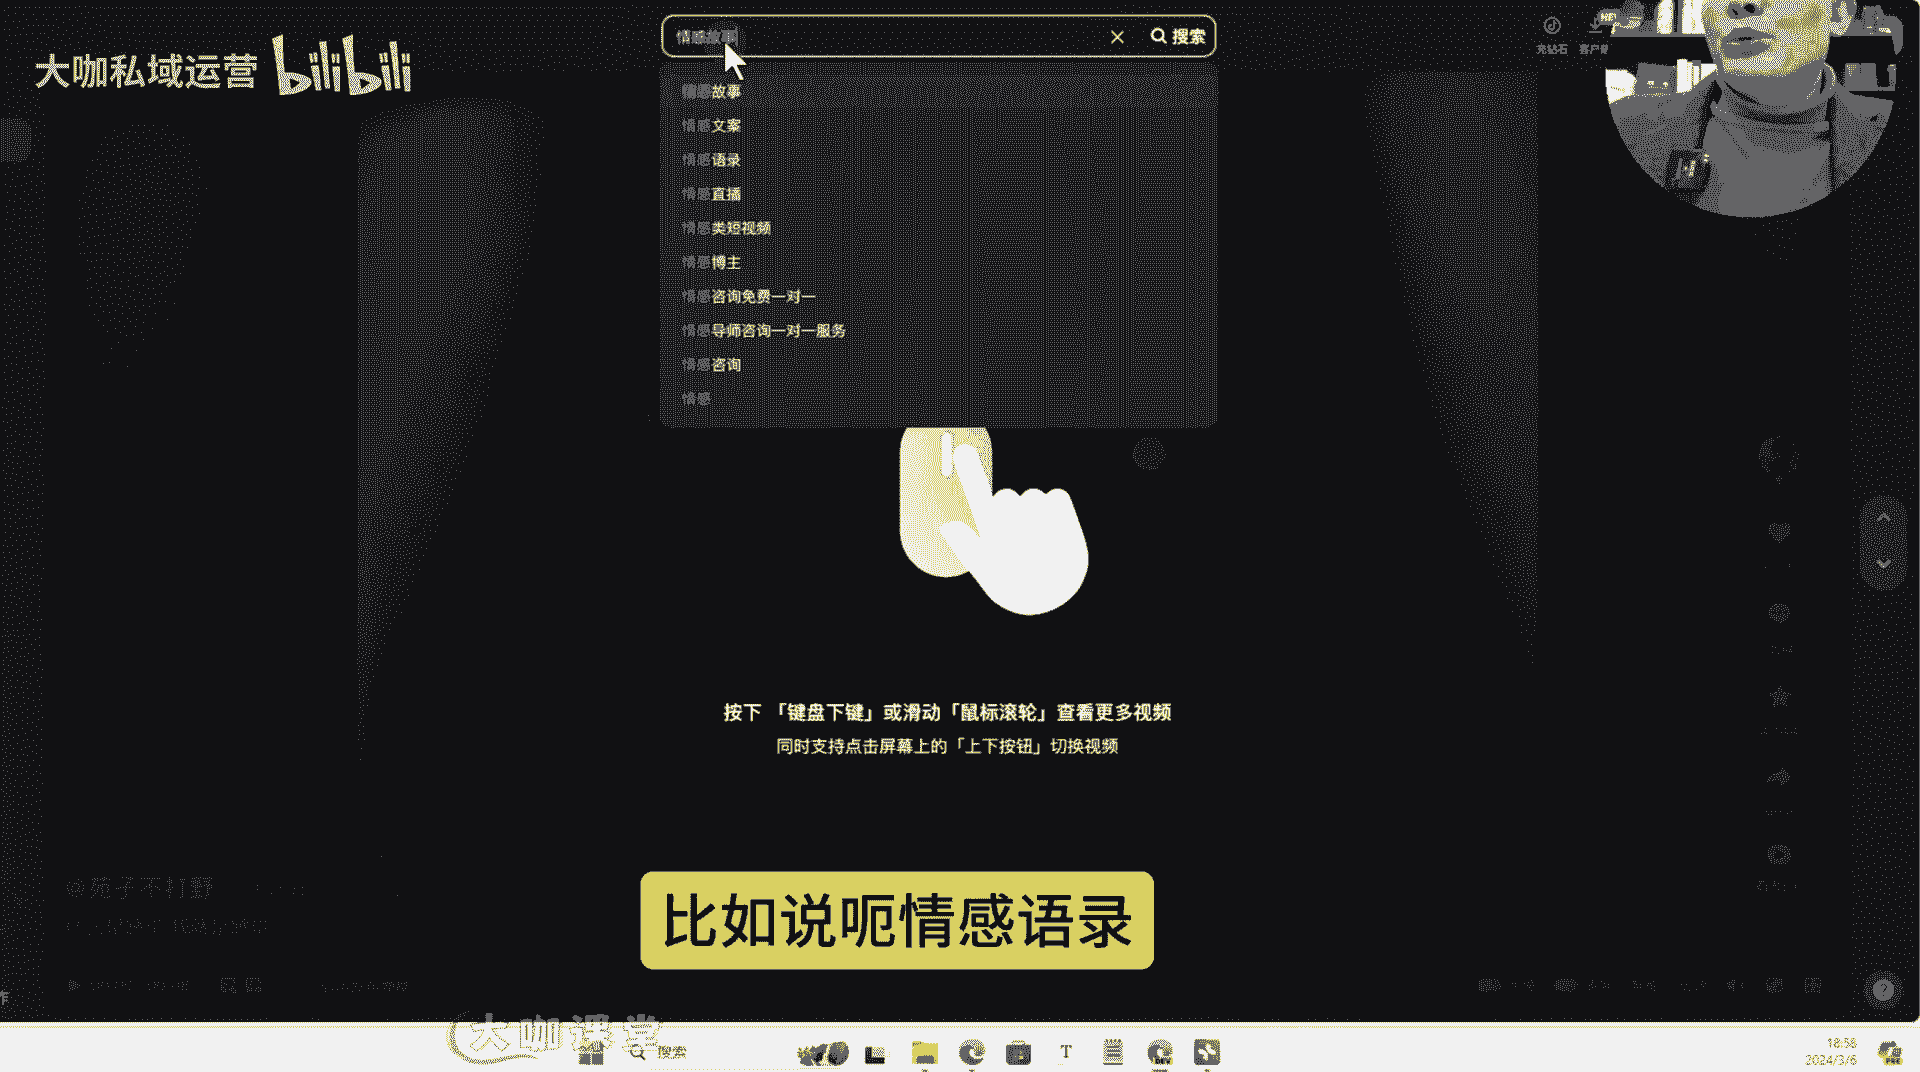 大咖私域运营 bilibili
情感故事
搜索
充钻石
情感故事
情感文案
情感语录
情感直播
情感类短视频
情感博主
情感咨询免费一对一
情感导师咨询一对一服务
情感咨询
情感
按下 「键盘下键」或滑动「鼠标滚轮」查看更多视频
同时支持点击屏幕上的「上下按钮」切换视频
@苑子不打野
比如说呃情感语录
大咖课堂
搜索
18:58
2024/3/6